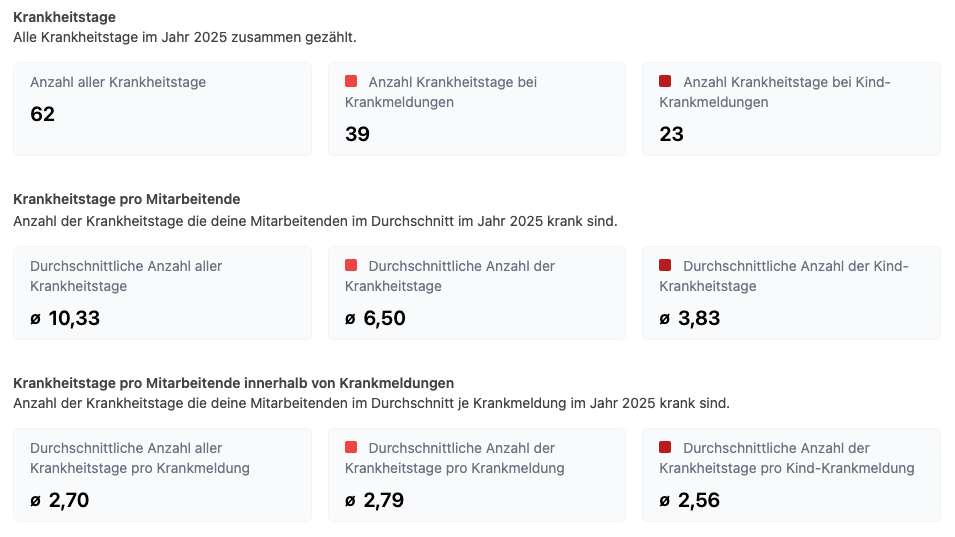 Krankheitstage
Alle Krankheitstage im Jahr 2025 zusammen gezählt.
Anzahl aller Krankheitstage
62
Anzahl Krankheitstage bei
Krankmeldungen
39
Anzahl Krankheitstage bei Kind-
Krankmeldungen
23
Krankheitstage pro Mitarbeitende
Anzahl der Krankheitstage die deine Mitarbeitenden im Durchschnitt im Jahr 2025 krank sind.
Durchschnittliche Anzahl aller
Krankheitstage
ø 10,33
Durchschnittliche Anzahl der
Krankheitstage
ø 6,50
Durchschnittliche Anzahl der Kind-
Krankheitstage
ø 3,83
Krankheitstage pro Mitarbeitende innerhalb von Krankmeldungen
Anzahl der Krankheitstage die deine Mitarbeitenden im Durchschnitt je Krankmeldung im Jahr 2025 krank sind.
Durchschnittliche Anzahl aller
Krankheitstage pro Krankmeldung
ø 2,70
Durchschnittliche Anzahl der
Krankheitstage pro Krankmeldung
ø 2,79
Durchschnittliche Anzahl der
Krankheitstage pro Kind-Krankmeldung
ø 2,56